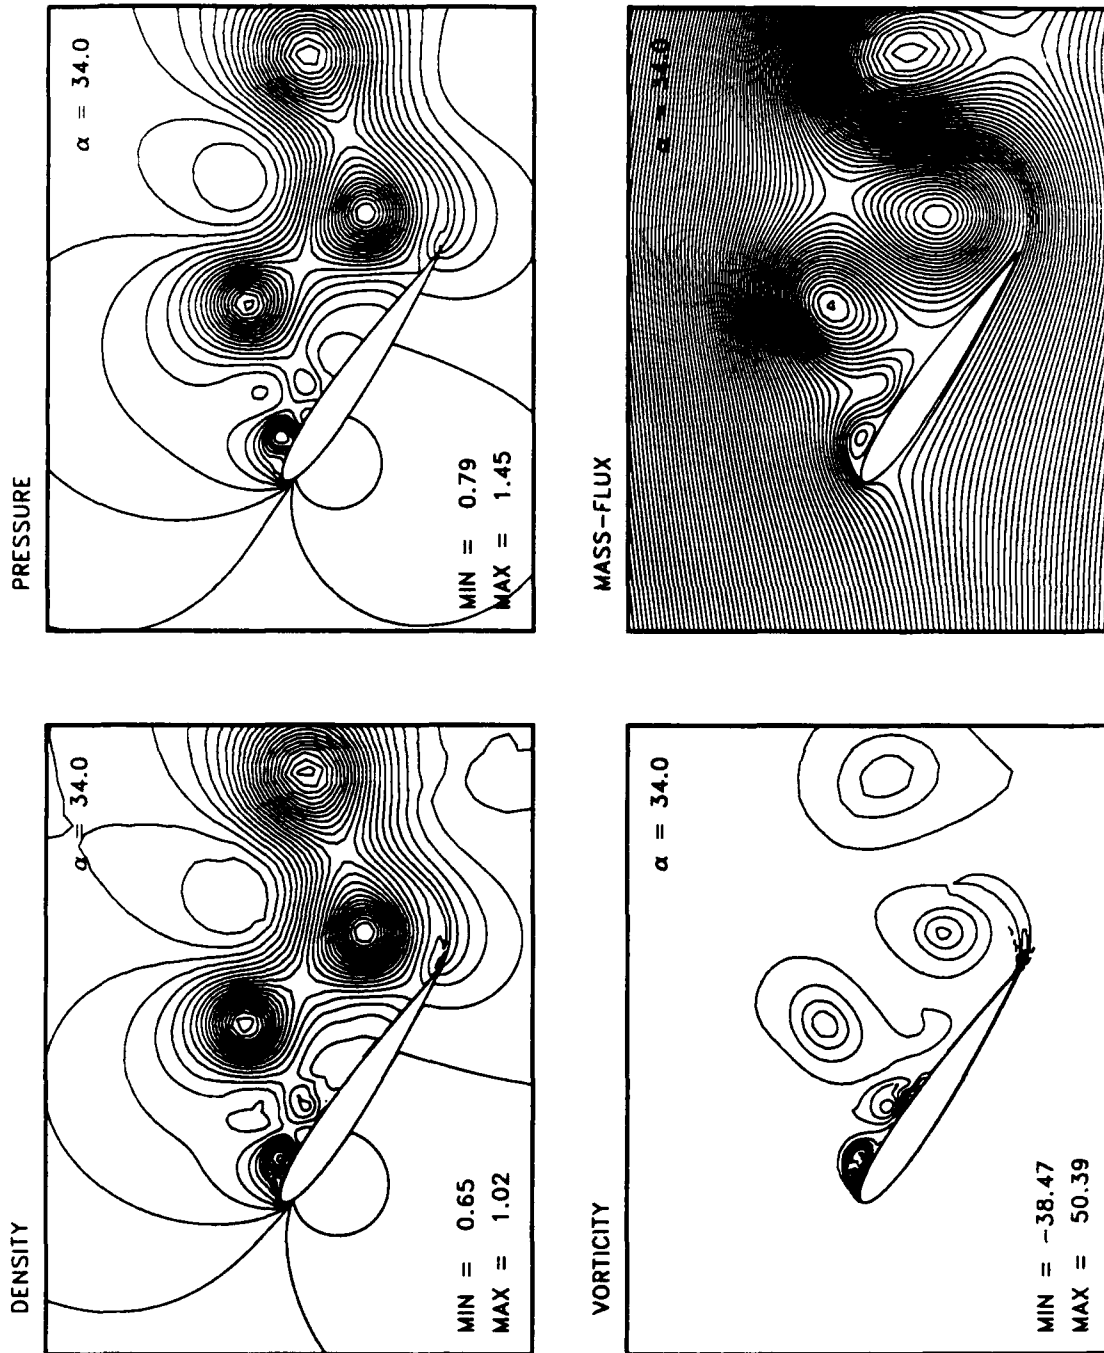 DENSITY
α = 34.0
MIN = 0.65
MAX = 1.02
PRESSURE
α = 34.0
MIN = 0.79
MAX = 1.45
VORTICITY
α = 34.0
MIN = -38.47
MAX = 50.39
MASS-FLUX
α = 34.0